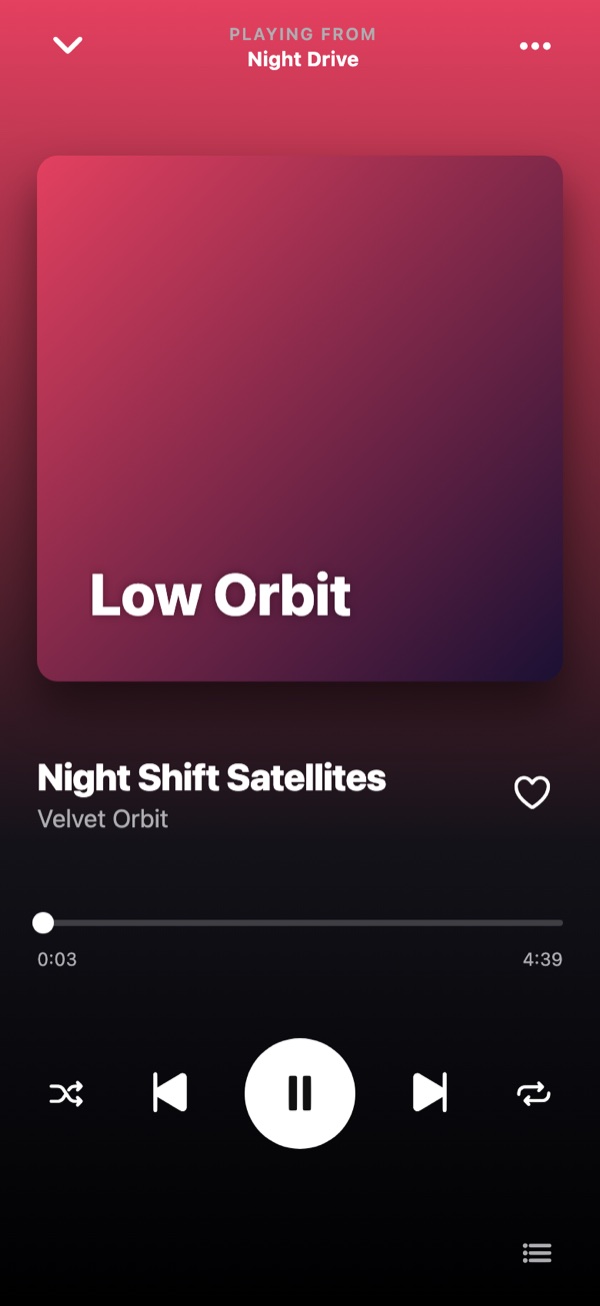 PLAYING FROM
Night Drive
Low Orbit
Night Shift Satellites
Velvet Orbit
0:03
4:39